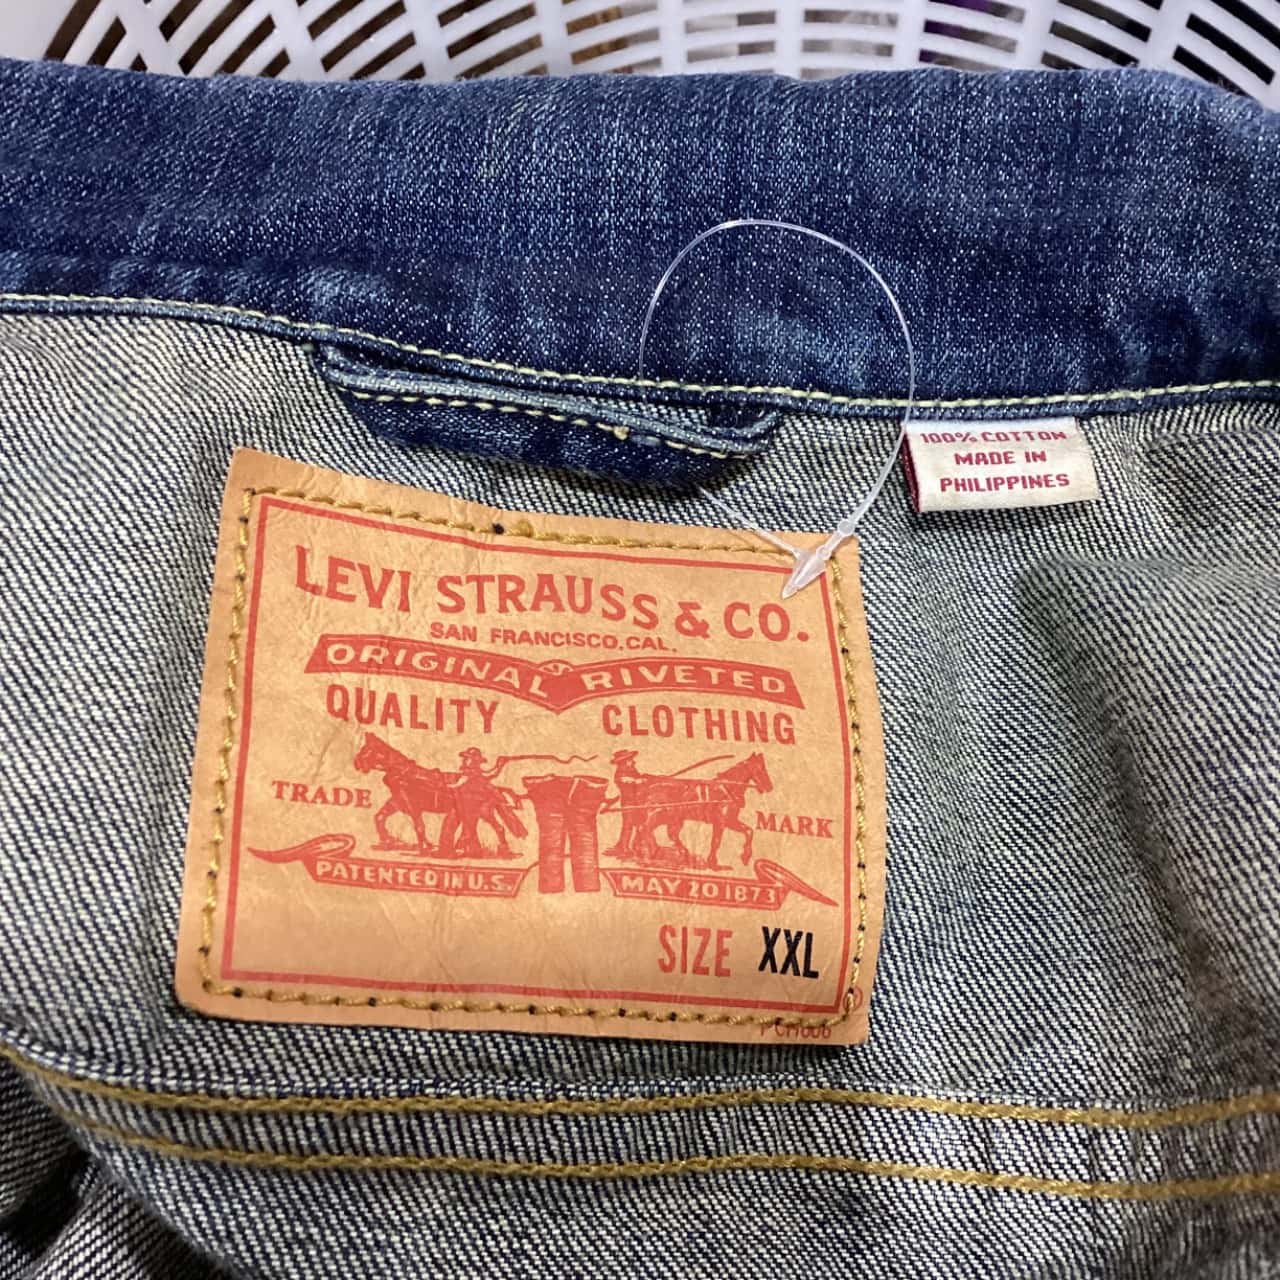 100% COTTON
MADE IN
PHILIPPINES
LEVI STRAUSS & CO.
SAN FRANCISCO, CAL.
ORIGINAL RIVETED
QUALITY CLOTHING
TRADE MARK
PATENTED IN U.S. MAY 20 1873
SIZE XXL
®